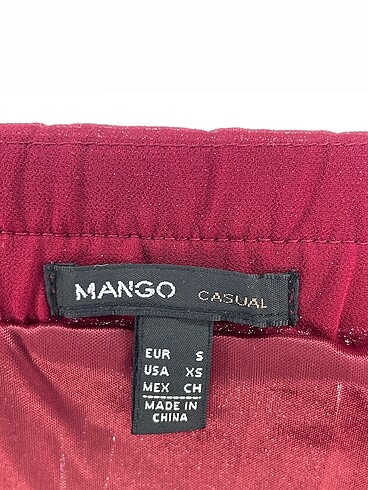 MANGO CASUAL
EUR S
USA XS
MEX CH
MADE IN
CHINA